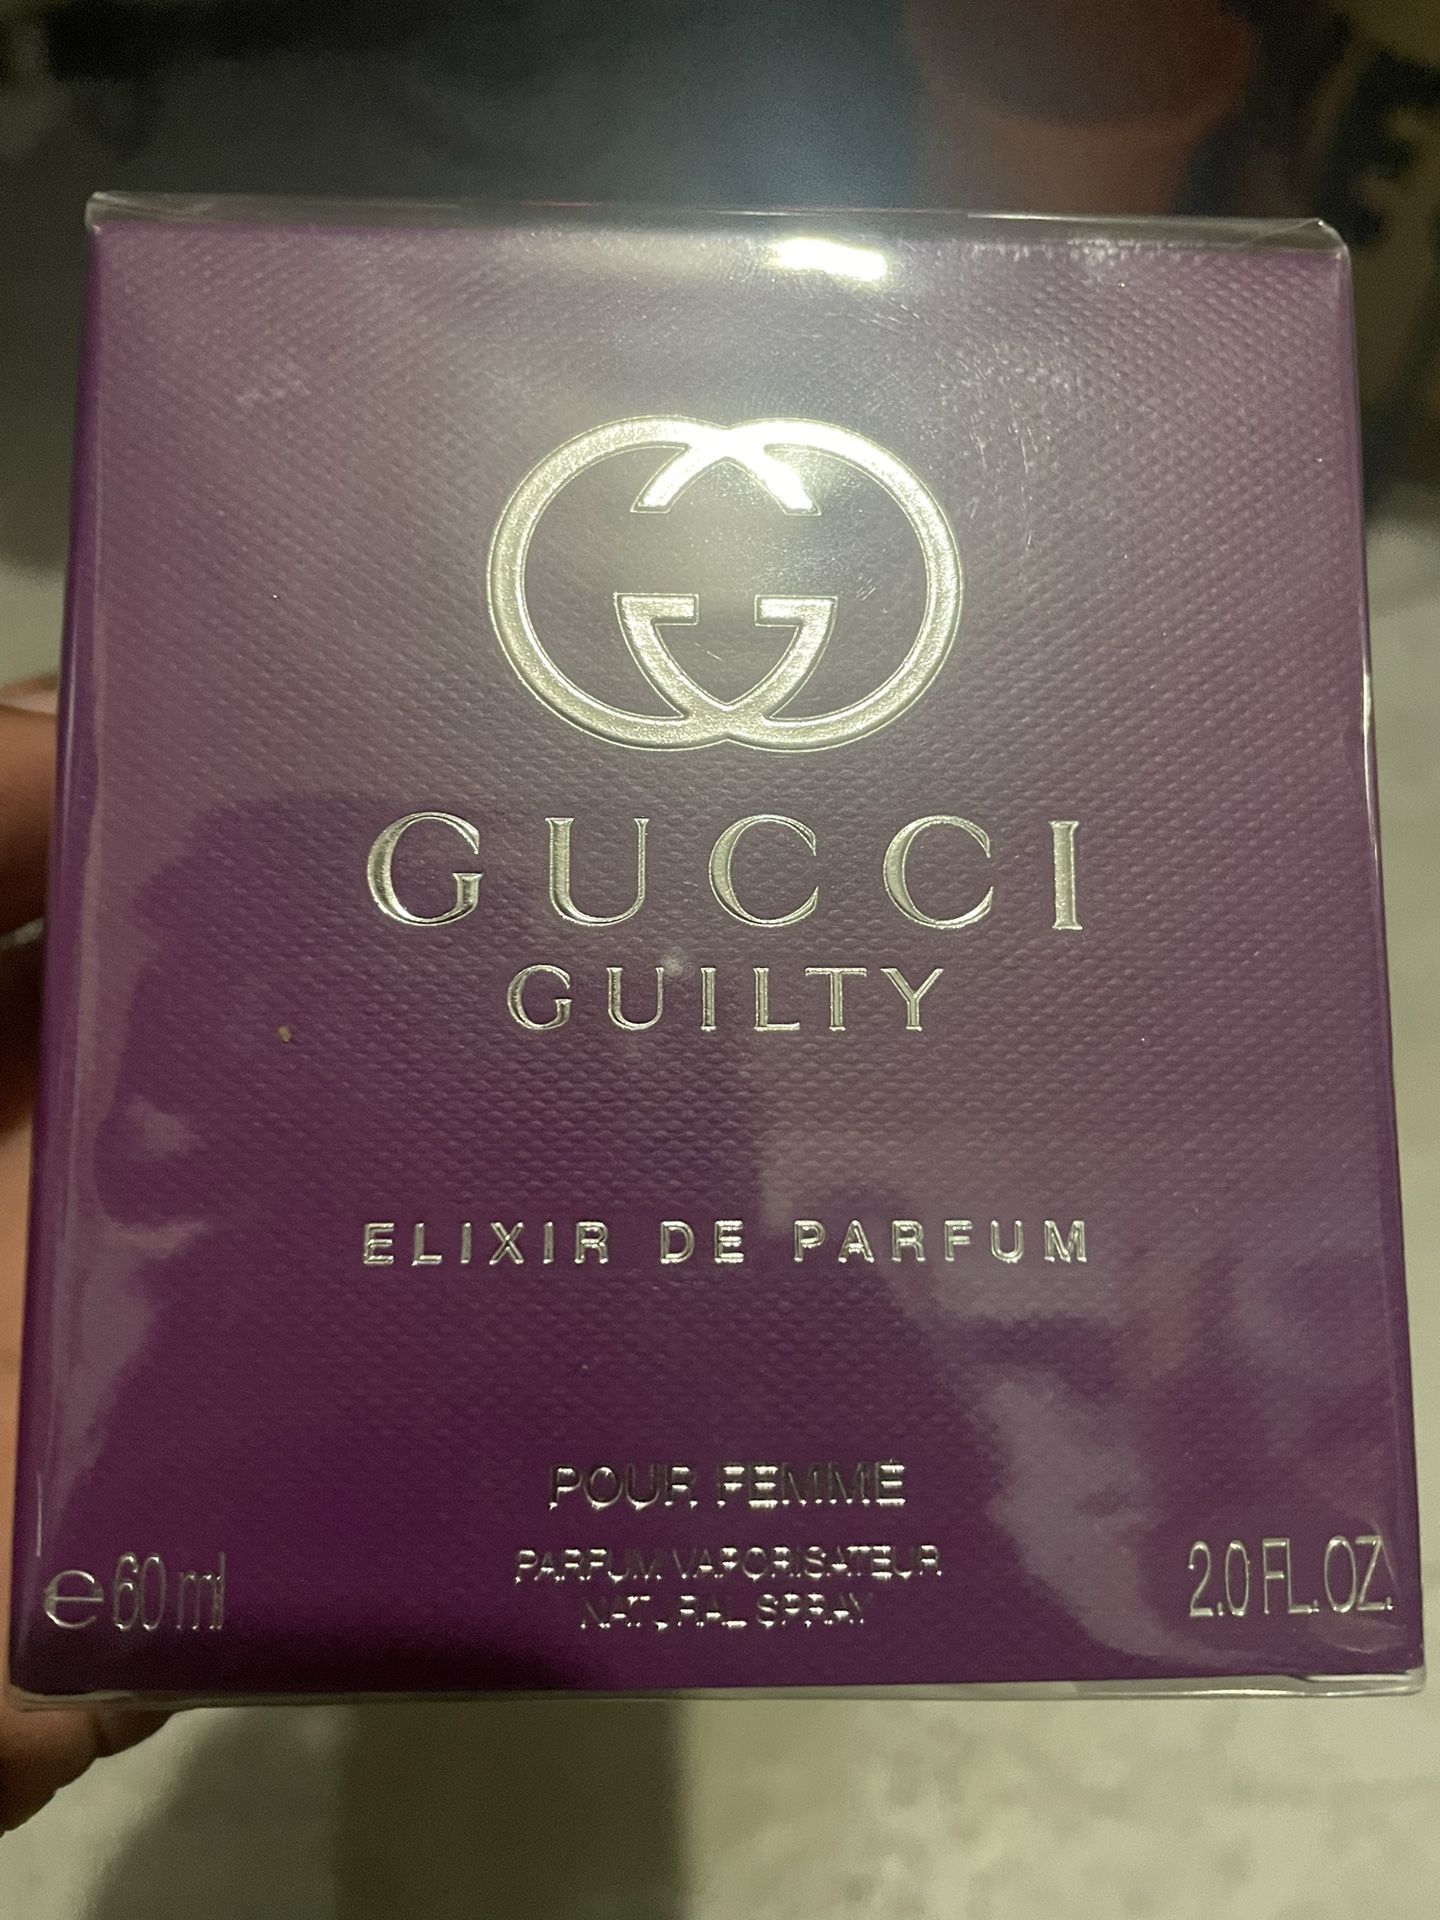 GUCCI
GUILTY
ELIXIR DE PARFUM
POUR FEMME
PARFUM VAPORISATEUR
NATURAL SPRAY
e 60 ml
2.0 FL.OZ.